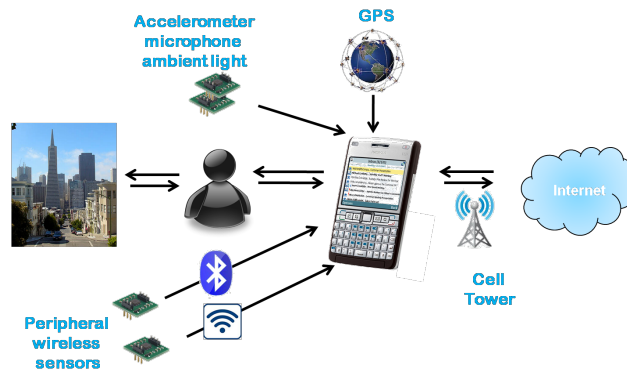 GPS
Accelerometer
microphone
ambient light
Internet
Cell
Tower
Peripheral
wireless
sensors